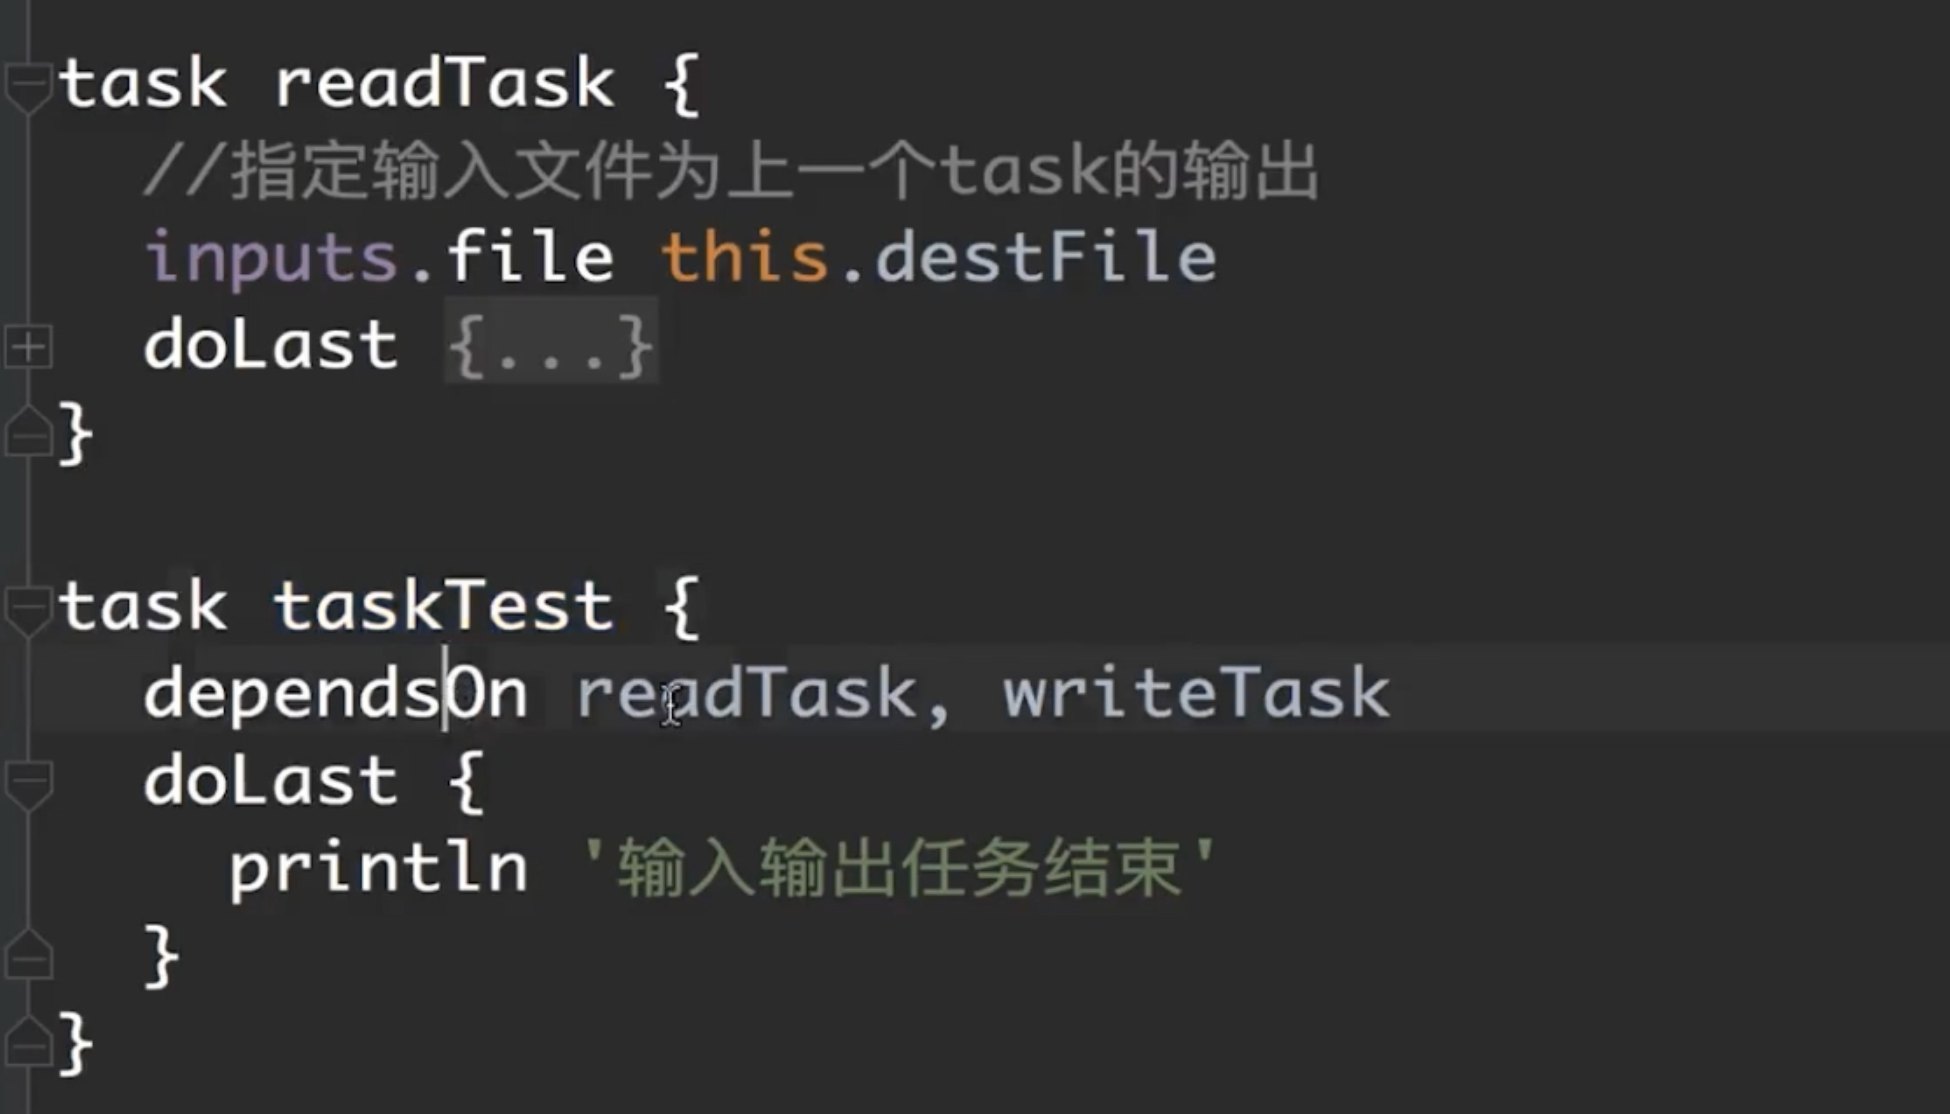 task readTask {
//指定输入文件为上一个task的输出
inputs.file this.destFile
doLast {...}
}
task taskTest {
dependsOn readTask, writeTask
doLast {
println '输入输出任务结束'
}
}